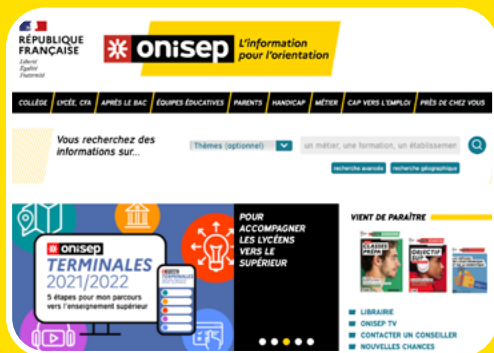 RÉPUBLIQUE
FRANÇAISE
Liberté
Égalité
Fraternité
onisep
L'information
pour l'orientation
COLLÈGE LYCÉE, CFA APRÈS LE BAC ÉQUIPES ÉDUCATIVES PARENTS HANDICAP MÉTIER CAP VERS L'EMPLOI PRÈS DE CHEZ VOUS
Vous recherchez des
informations sur...
Thèmes (optionnel)
un métier, une formation, un établissemen
recherche avancée recherche géographique
onisep
TERMINALES
2021/2022
5 étapes pour mon parcours
vers l'enseignement supérieur
POUR
ACCOMPAGNER
LES LYCÉENS
VERS LE
SUPÉRIEUR
VIENT DE PARAÎTRE
CLASSES
PRÉPA
OBJECTIF
LIBRAIRIE
ONISEP TV
CONTACTER UN CONSEILLER
NOUVELLES CHANCES